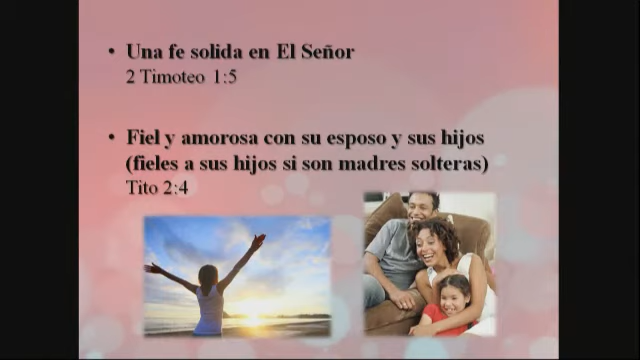 • Una fe solida en El Señor
2 Timoteo 1:5
• Fiel y amorosa con su esposo y sus hijos
(fieles a sus hijos si son madres solteras)
Tito 2:4